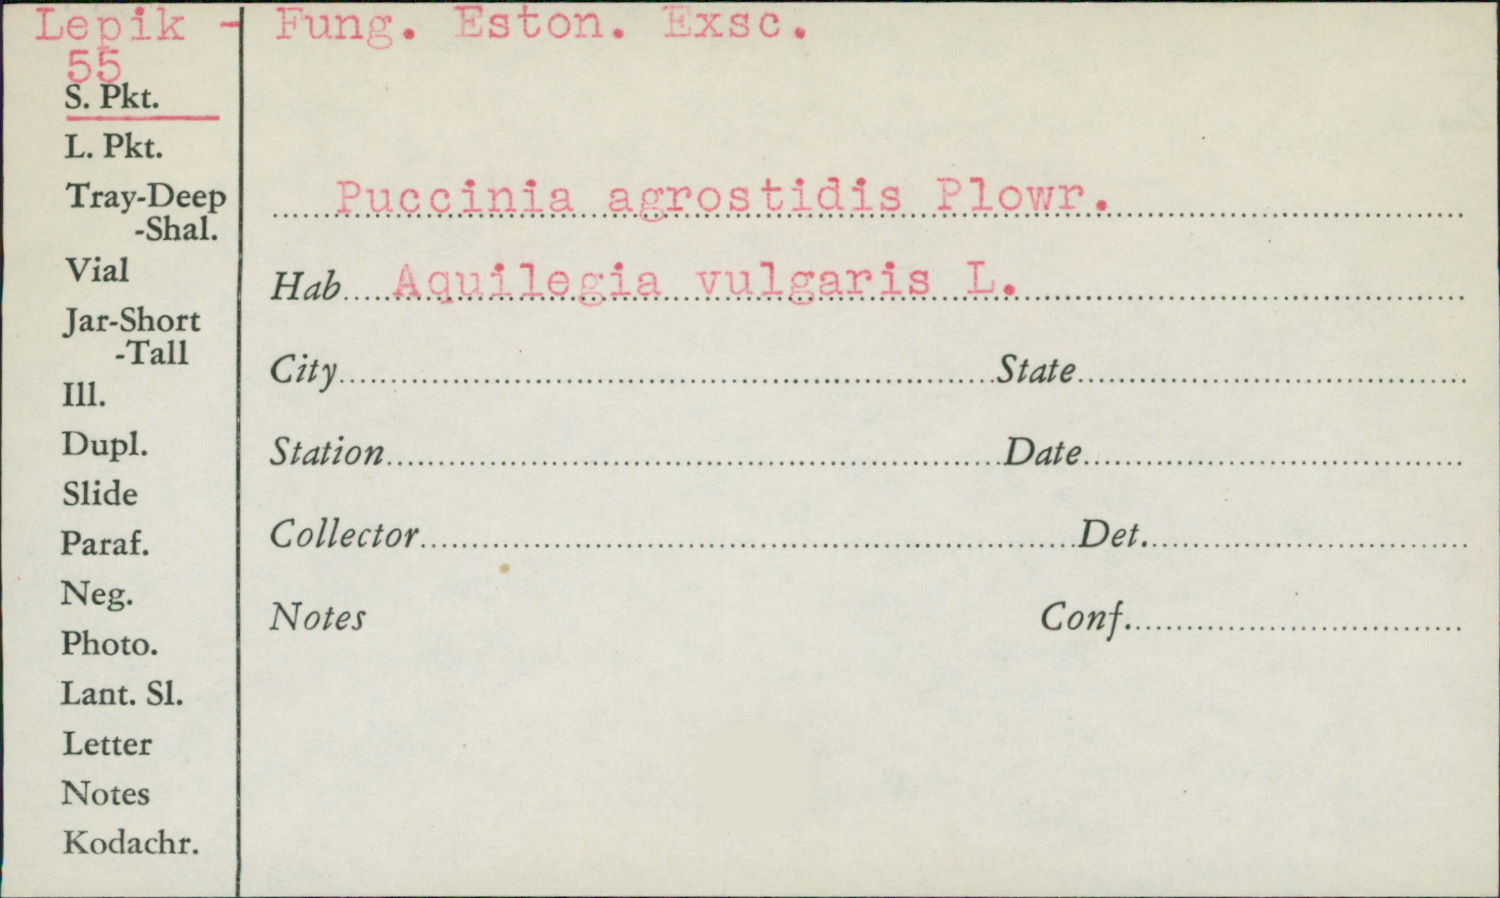 Lepik - Fung. Eston. Exsc.
55
S. Pkt.
L. Pkt.
Tray-Deep
-Shal.
Vial
Jar-Short
-Tall
Ill.
Dupl.
Slide
Paraf.
Neg.
Photo.
Lant. Sl.
Letter
Notes
Kodachr.
Puccinia agrostidis Plowr.
Hab. Aquilegia vulgaris L.
City State
Station Date
Collector Det.
Notes Conf.